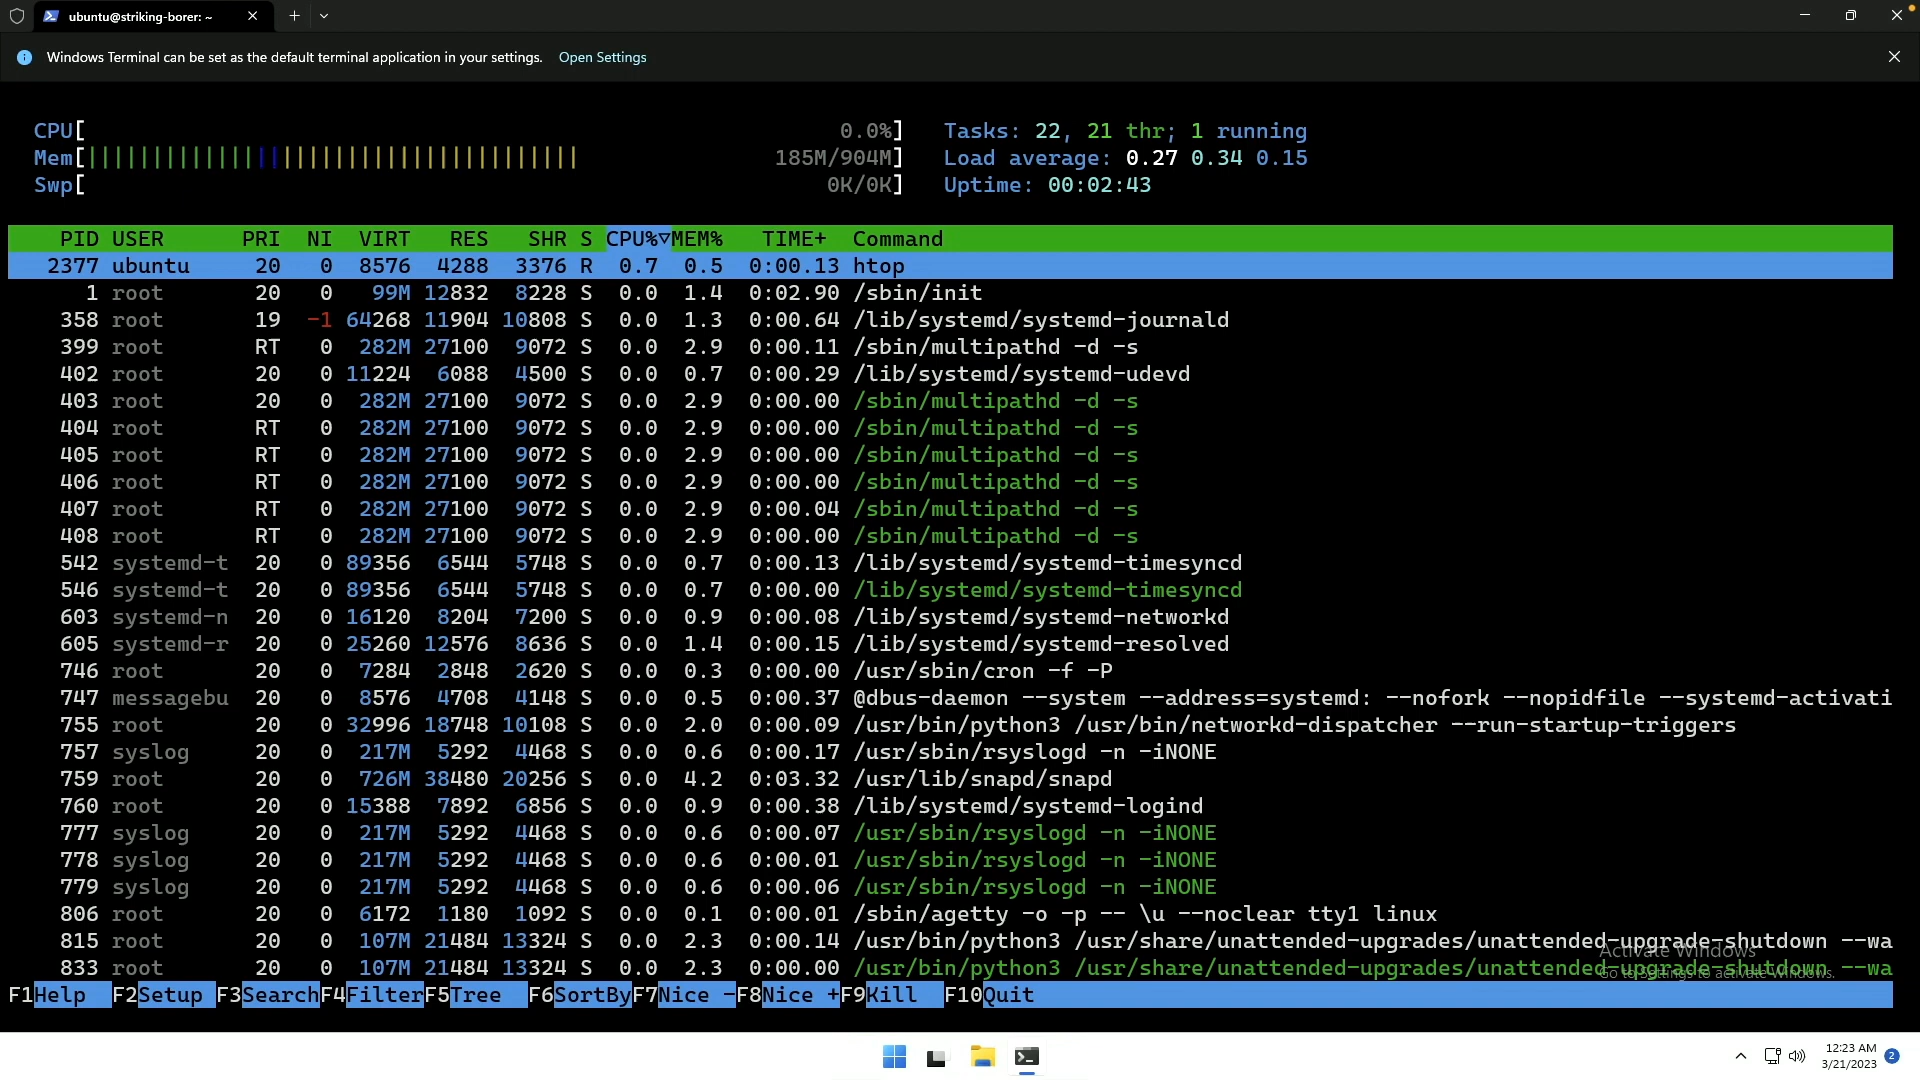 ubuntu@striking-borer: ~
Windows Terminal can be set as the default terminal application in your settings. Open Settings
CPU[ 0.0%] Tasks: 22, 21 thr; 1 running
Mem[||||||||||||||||||||||||||||||||||||||185M/904M] Load average: 0.27 0.34 0.15
Swp[ 0K/0K] Uptime: 00:02:43
PID USER PRI NI VIRT RES SHR S CPU%▽MEM% TIME+ Command
2377 ubuntu 20 0 8576 4288 3376 R 0.7 0.5 0:00.13 htop
1 root 20 0 99M 12832 8228 S 0.0 1.4 0:02.90 /sbin/init
358 root 19 -1 64268 11904 10808 S 0.0 1.3 0:00.64 /lib/systemd/systemd-journald
399 root RT 0 282M 27100 9072 S 0.0 2.9 0:00.11 /sbin/multipathd -d -s
402 root 20 0 11224 6088 4500 S 0.0 0.7 0:00.29 /lib/systemd/systemd-udevd
403 root 20 0 282M 27100 9072 S 0.0 2.9 0:00.00 /sbin/multipathd -d -s
404 root RT 0 282M 27100 9072 S 0.0 2.9 0:00.00 /sbin/multipathd -d -s
405 root RT 0 282M 27100 9072 S 0.0 2.9 0:00.00 /sbin/multipathd -d -s
406 root RT 0 282M 27100 9072 S 0.0 2.9 0:00.00 /sbin/multipathd -d -s
407 root RT 0 282M 27100 9072 S 0.0 2.9 0:00.04 /sbin/multipathd -d -s
408 root RT 0 282M 27100 9072 S 0.0 2.9 0:00.00 /sbin/multipathd -d -s
542 systemd-t 20 0 89356 6544 5748 S 0.0 0.7 0:00.13 /lib/systemd/systemd-timesyncd
546 systemd-t 20 0 89356 6544 5748 S 0.0 0.7 0:00.00 /lib/systemd/systemd-timesyncd
603 systemd-n 20 0 16120 8204 7200 S 0.0 0.9 0:00.08 /lib/systemd/systemd-networkd
605 systemd-r 20 0 25260 12576 8636 S 0.0 1.4 0:00.15 /lib/systemd/systemd-resolved
746 root 20 0 7284 2848 2620 S 0.0 0.3 0:00.00 /usr/sbin/cron -f -P
747 messagebu 20 0 8576 4708 4148 S 0.0 0.5 0:00.37 @dbus-daemon --system --address=systemd: --nofork --nopidfile --systemd-activati
755 root 20 0 32996 18748 10108 S 0.0 2.0 0:00.09 /usr/bin/python3 /usr/bin/networkd-dispatcher --run-startup-triggers
757 syslog 20 0 217M 5292 4468 S 0.0 0.6 0:00.17 /usr/sbin/rsyslogd -n -iNONE
759 root 20 0 726M 38480 20256 S 0.0 4.2 0:03.32 /usr/lib/snapd/snapd
760 root 20 0 15388 7892 6856 S 0.0 0.9 0:00.38 /lib/systemd/systemd-logind
777 syslog 20 0 217M 5292 4468 S 0.0 0.6 0:00.07 /usr/sbin/rsyslogd -n -iNONE
778 syslog 20 0 217M 5292 4468 S 0.0 0.6 0:00.01 /usr/sbin/rsyslogd -n -iNONE
779 syslog 20 0 217M 5292 4468 S 0.0 0.6 0:00.06 /usr/sbin/rsyslogd -n -iNONE
806 root 20 0 6172 1180 1092 S 0.0 0.1 0:00.01 /sbin/agetty -o -p -- \u --noclear tty1 linux
815 root 20 0 107M 21484 13324 S 0.0 2.3 0:00.14 /usr/bin/python3 /usr/share/unattended-upgrades/unattended-upgrade-shutdown --wa
Activate Windows
833 root 20 0 107M 21484 13324 S 0.0 2.3 0:00.00 /usr/bin/python3 /usr/share/unattended-upgrades/unattended-upgrade-shutdown --wa
Go to Settings to activate Windows.
F1Help F2Setup F3SearchF4FilterF5Tree F6SortByF7Nice -F8Nice +F9Kill F10Quit
12:23 AM
3/21/2023
2